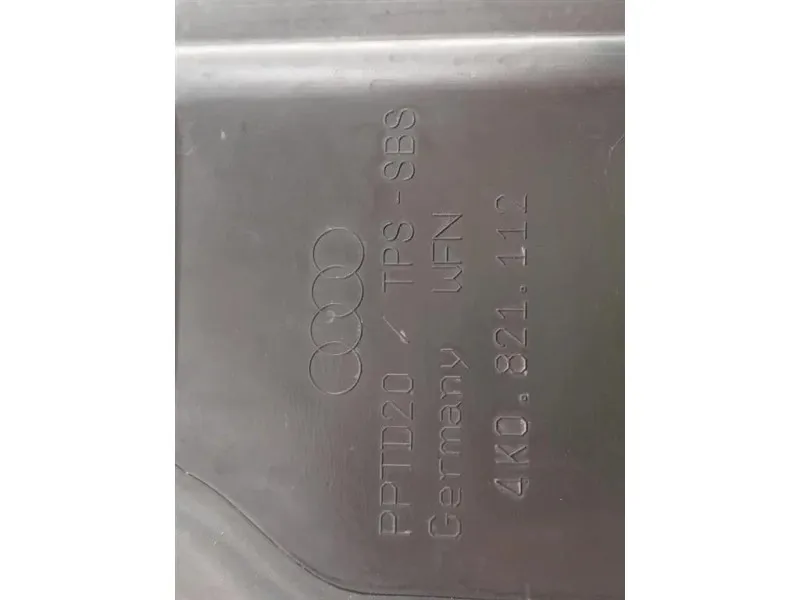 PPTD20 / TPS-SBS
Germany WFN
4K0.821.112